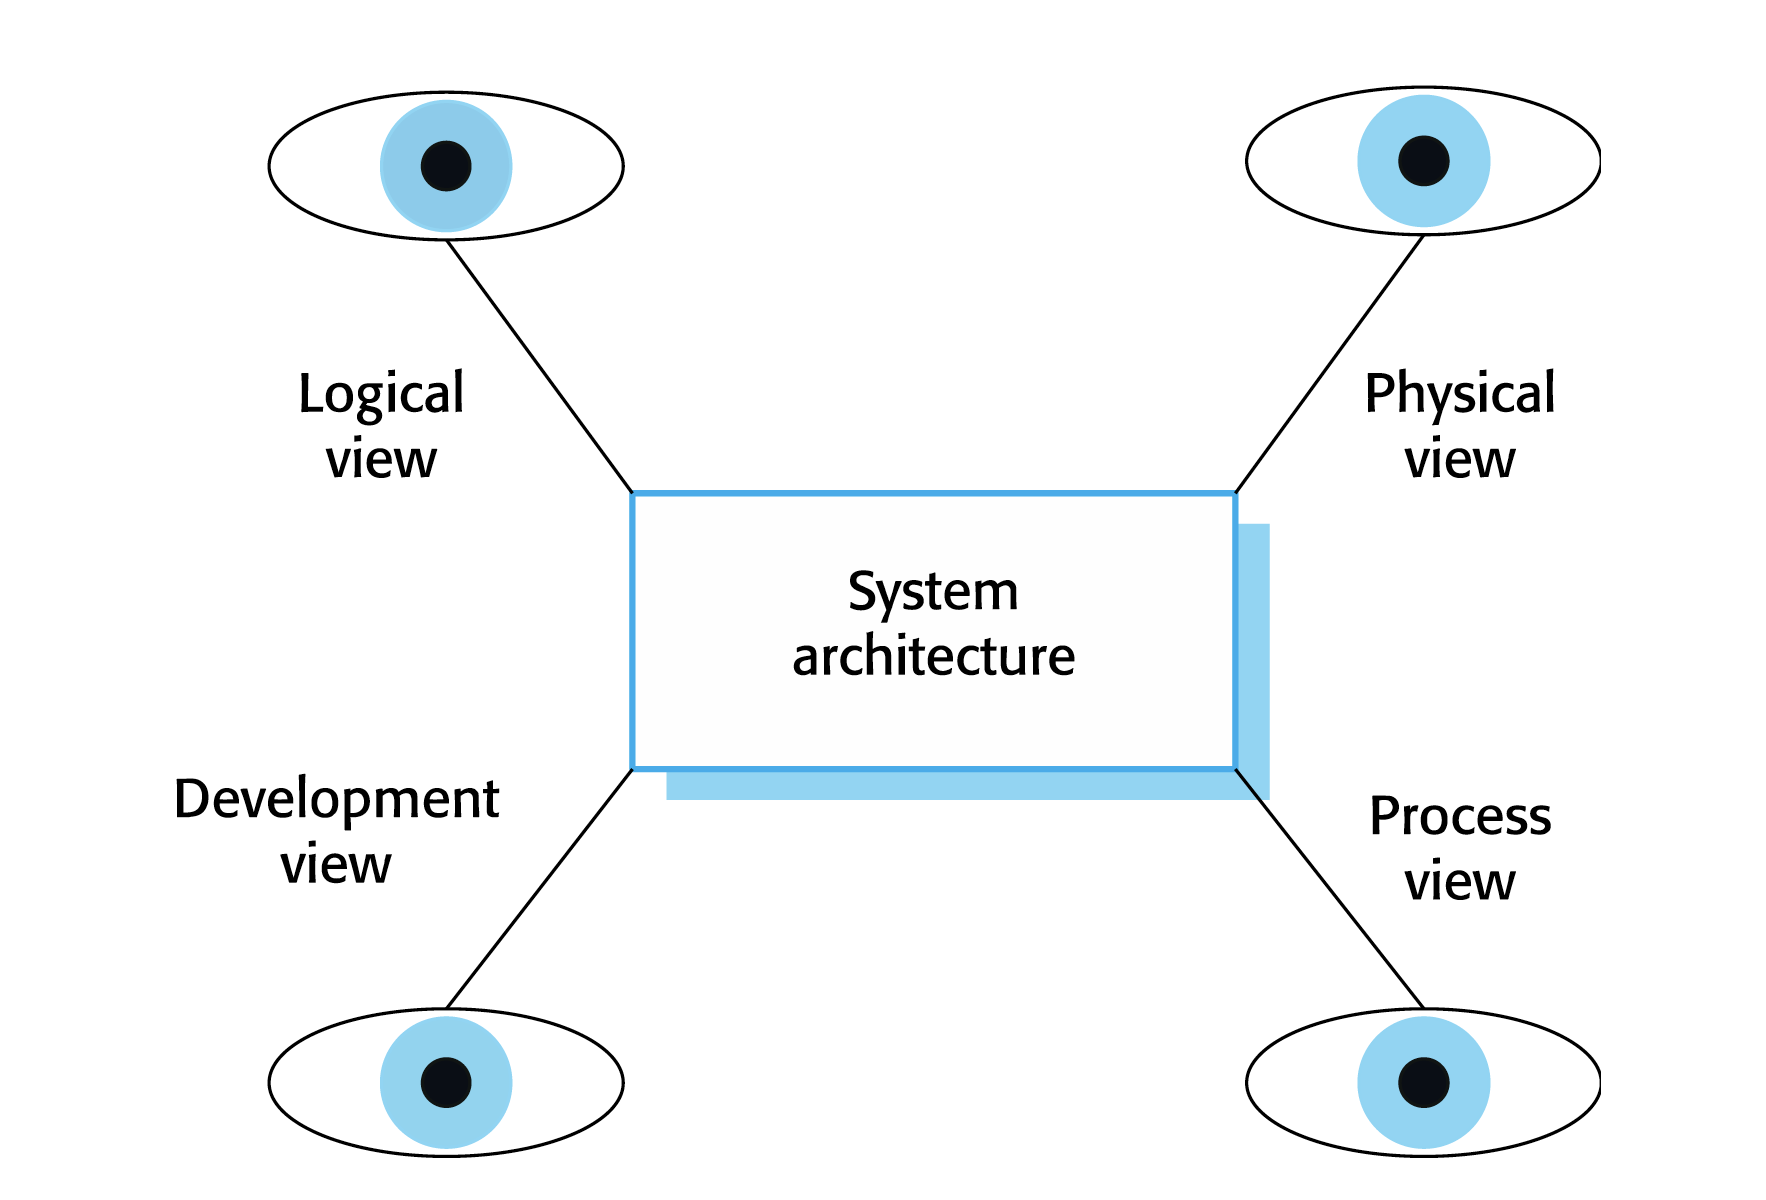 Logical
view
Physical
view
System
architecture
Development
view
Process
view